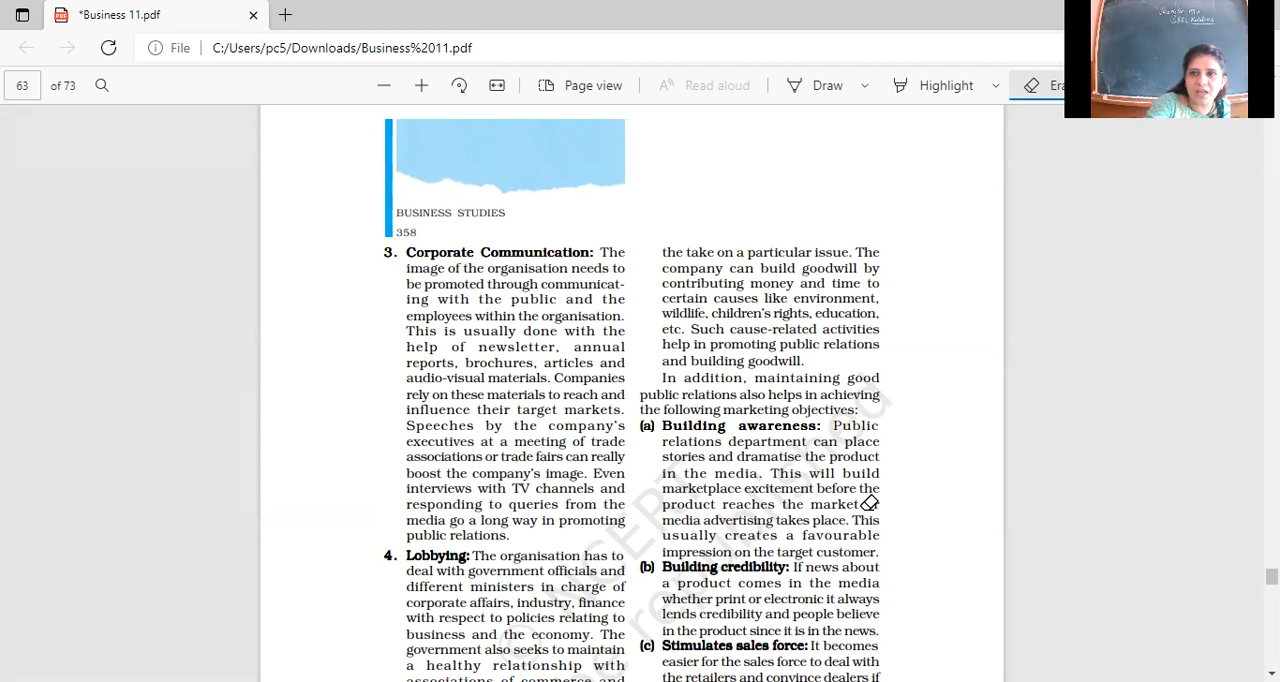 *Business 11.pdf
File
C:/Users/pc5/Downloads/Business%2011.pdf
63
of 73
Page view
Read aloud
Draw
Highlight
Era
BUSINESS STUDIES
358
3. Corporate Communication: The
image of the organisation needs to
be promoted through communicat-
ing with the public and the
employees within the organisation.
This is usually done with the
help of newsletter, annual
reports, brochures, articles and
audio-visual materials. Companies
rely on these materials to reach and
influence their target markets.
Speeches by the company's
executives at a meeting of trade
associations or trade fairs can really
boost the company's image. Even
interviews with TV channels and
responding to queries from the
media go a long way in promoting
public relations.
4. Lobbying: The organisation has to
deal with government officials and
different ministers in charge of
corporate affairs, industry, finance
with respect to policies relating to
business and the economy. The
government also seeks to maintain
a healthy relationship with
associations of commerce and
the take on a particular issue. The
company can build goodwill by
contributing money and time to
certain causes like environment,
wildlife, children's rights, education,
etc. Such cause-related activities
help in promoting public relations
and building goodwill.
In addition, maintaining good
public relations also helps in achieving
the following marketing objectives:
(a) Building awareness: Public
relations department can place
stories and dramatise the product
in the media. This will build
marketplace excitement before the
product reaches the market
media advertising takes place. This
usually creates a favourable
impression on the target customer.
(b) Building credibility: If news about
a product comes in the media
whether print or electronic it always
lends credibility and people believe
in the product since it is in the news.
(c) Stimulates sales force: It becomes
easier for the sales force to deal with
the retailers and convince dealers if
© NCERT
republished